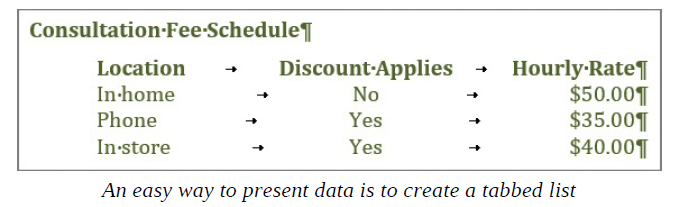 Consultation·Fee·Schedule¶
Location → Discount·Applies → Hourly·Rate¶
In·home → No → $50.00¶
Phone → Yes → $35.00¶
In·store → Yes → $40.00¶
An easy way to present data is to create a tabbed list